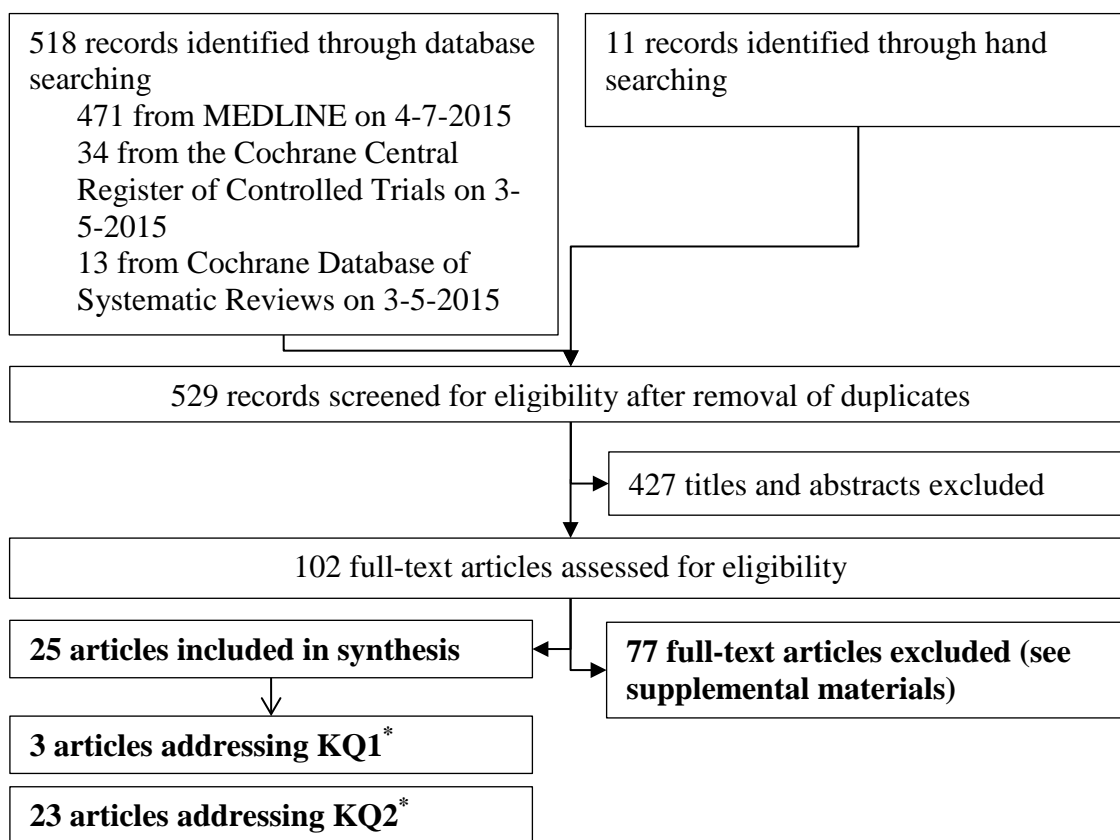 518 records identified through database
searching
471 from MEDLINE on 4-7-2015
34 from the Cochrane Central
Register of Controlled Trials on 3-
5-2015
13 from Cochrane Database of
Systematic Reviews on 3-5-2015
11 records identified through hand
searching
529 records screened for eligibility after removal of duplicates
427 titles and abstracts excluded
102 full-text articles assessed for eligibility
25 articles included in synthesis
77 full-text articles excluded (see
supplemental materials)
3 articles addressing KQ1*
23 articles addressing KQ2*